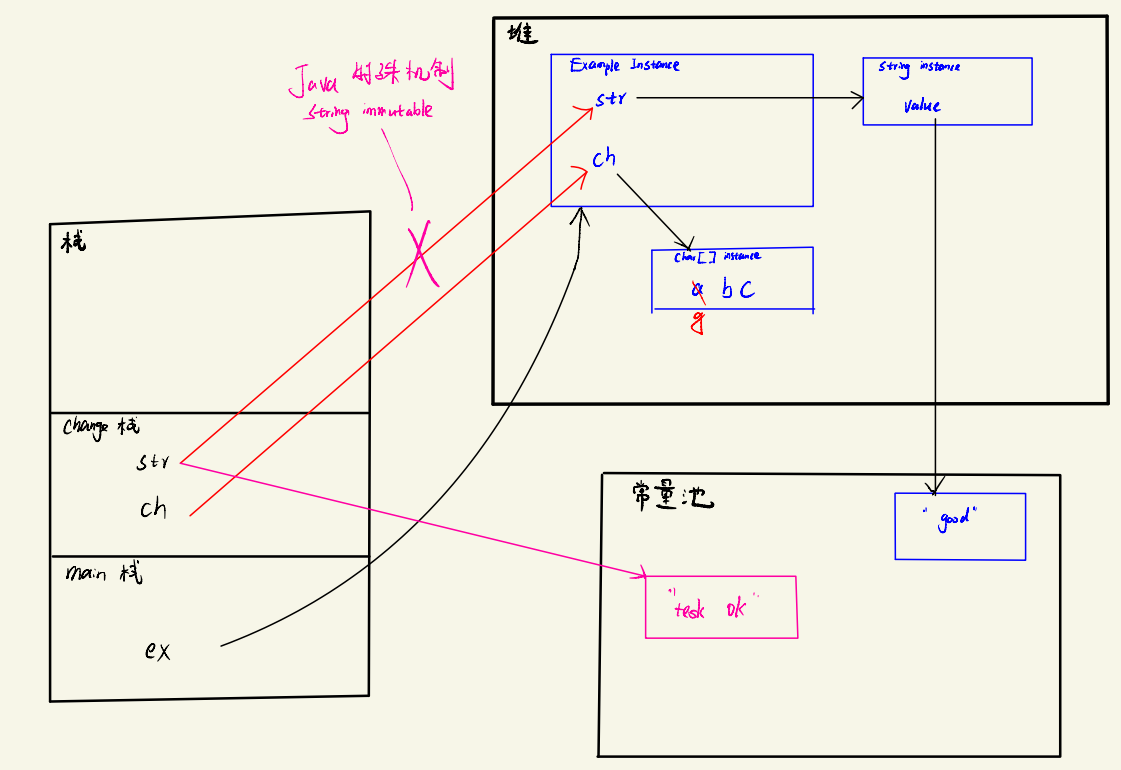 堆
Example Instance
str
ch
String instance
value
Java 特殊机制
string immutable
char[] instance
a b c
g
栈
change 栈
str
ch
main 栈
ex
常量池
"good"
"test ok"